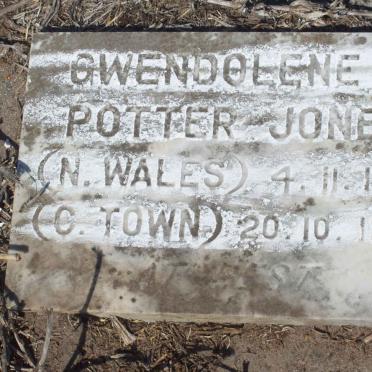 GWENDOLENE
POTTER JONE
(N. WALES) 4.11.1
(C. TOWN) 20.10.1